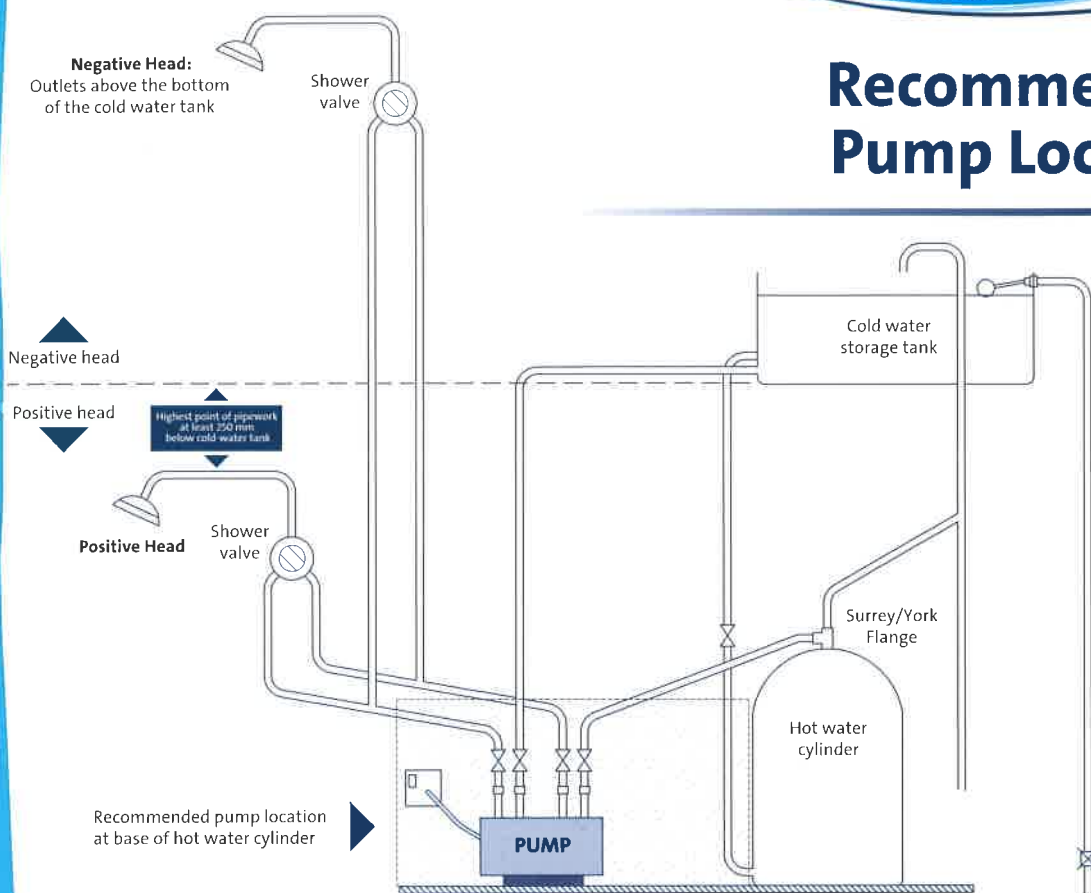 Recomme
Pump Loc
Negative Head:
Outlets above the bottom
of the cold water tank
Shower
valve
Cold water
storage tank
Negative head
Positive head
Highest point of pipework
at least 250 mm
below cold-water tank
Positive Head
Shower
valve
Surrey/York
Flange
Hot water
cylinder
Recommended pump location
at base of hot water cylinder
PUMP